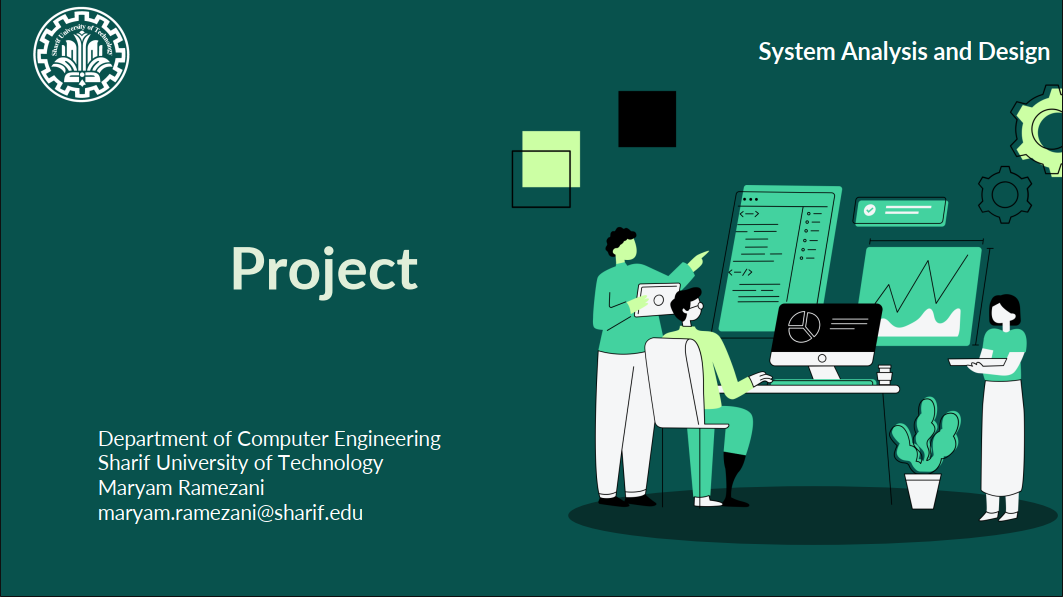 Sharif University of Technology
System Analysis and Design
Project
Department of Computer Engineering
Sharif University of Technology
Maryam Ramezani
maryam.ramezani@sharif.edu